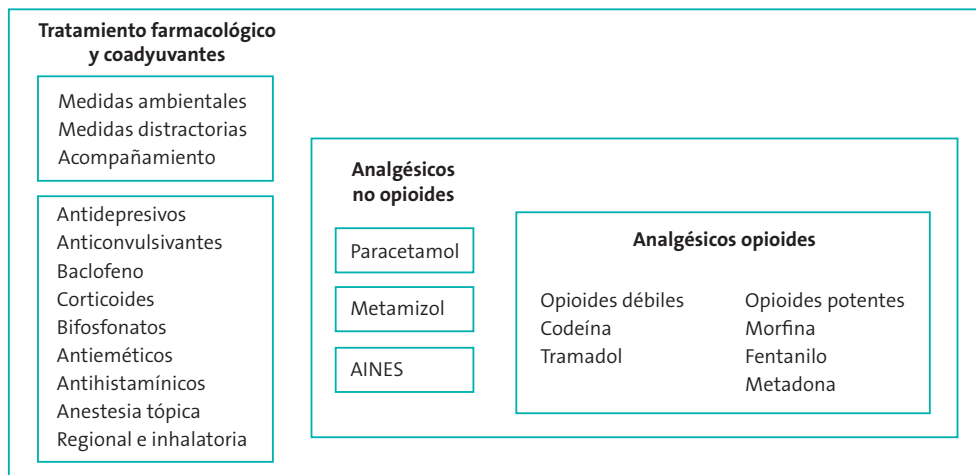 Tratamiento farmacológico
y coadyuvantes
Medidas ambientales
Medidas distractorias
Acompañamiento
Antidepresivos
Anticonvulsivantes
Baclofeno
Corticoides
Bifosfonatos
Antieméticos
Antihistamínicos
Anestesia tópica
Regional e inhalatoria
Analgésicos
no opioides
Paracetamol
Metamizol
AINES
Analgésicos opioides
Opioides débiles
Codeína
Tramadol
Opioides potentes
Morfina
Fentanilo
Metadona